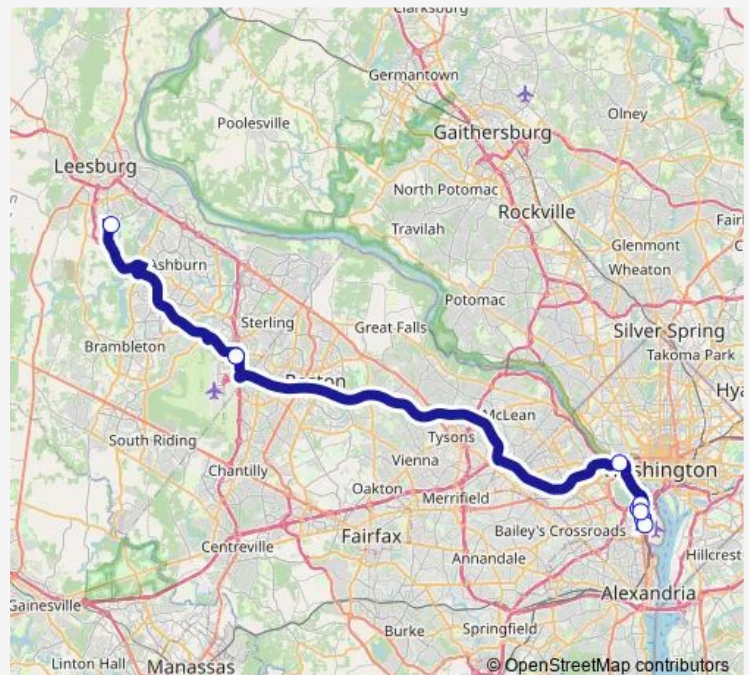 Clarksburg
Germantown
Olney
Poolesville
Gaithersburg
Leesburg
North Potomac
Rockville
Travilah
Glenmont
Ashburn
Wheaton
Potomac
Sterling
Great Falls
Silver Spring
Brambleton
Takoma Park
Reston
McLean
South Riding
Tysons
Vienna
Washington
Chantilly
Oakton
Merrifield
Bailey's Crossroads
Fairfax
Centreville
Annandale
Hillcrest
Alexandria
Gainesville
Burke
Springfield
Linton Hall
Manassas
© OpenStreetMap contributors